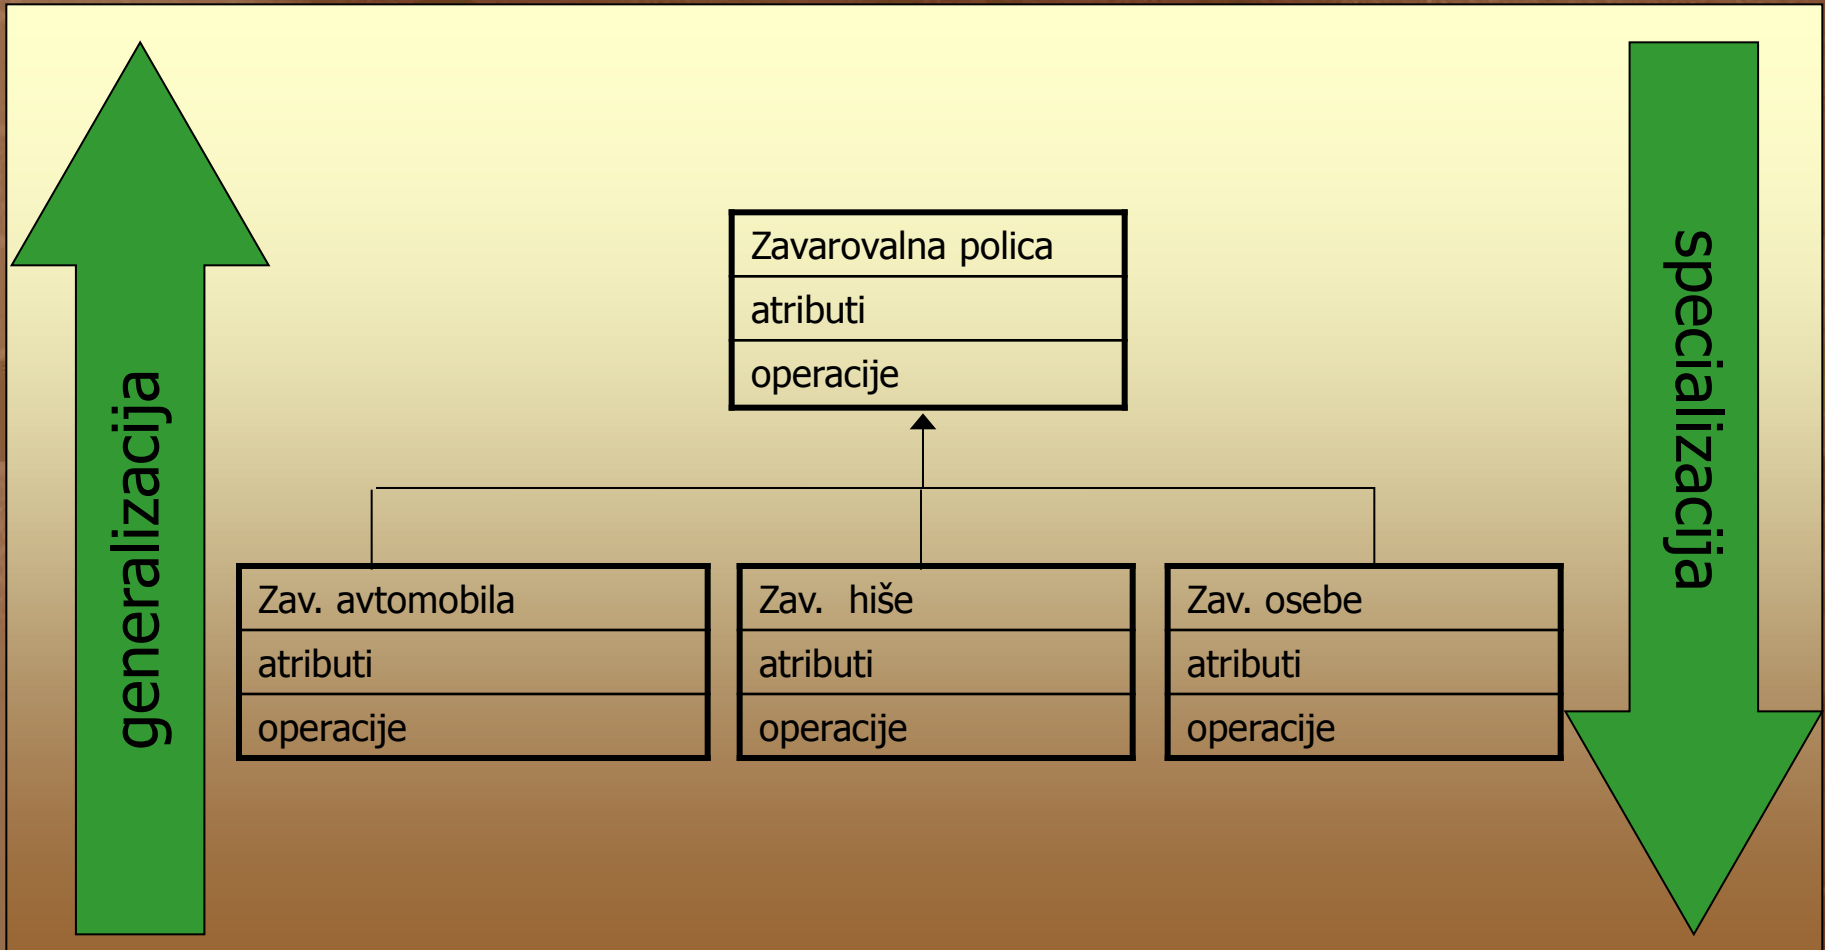 generalizacija
Zavarovalna polica
atributi
operacije
specializacija
Zav. avtomobila
atributi
operacije
Zav. hiše
atributi
operacije
Zav. osebe
atributi
operacije